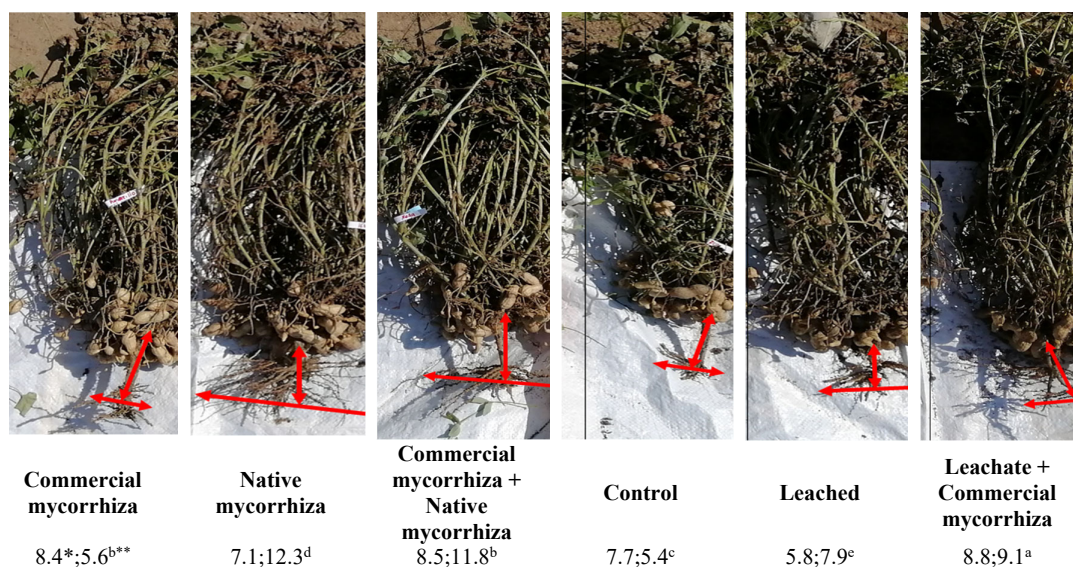 Commercial
mycorrhiza
8.4*;5.6b**
Native
mycorrhiza
7.1;12.3d
Commercial
mycorrhiza +
Native
mycorrhiza
8.5;11.8b
Control
7.7;5.4c
Leached
5.8;7.9e
Leachate +
Commercial
mycorrhiza
8.8;9.1a